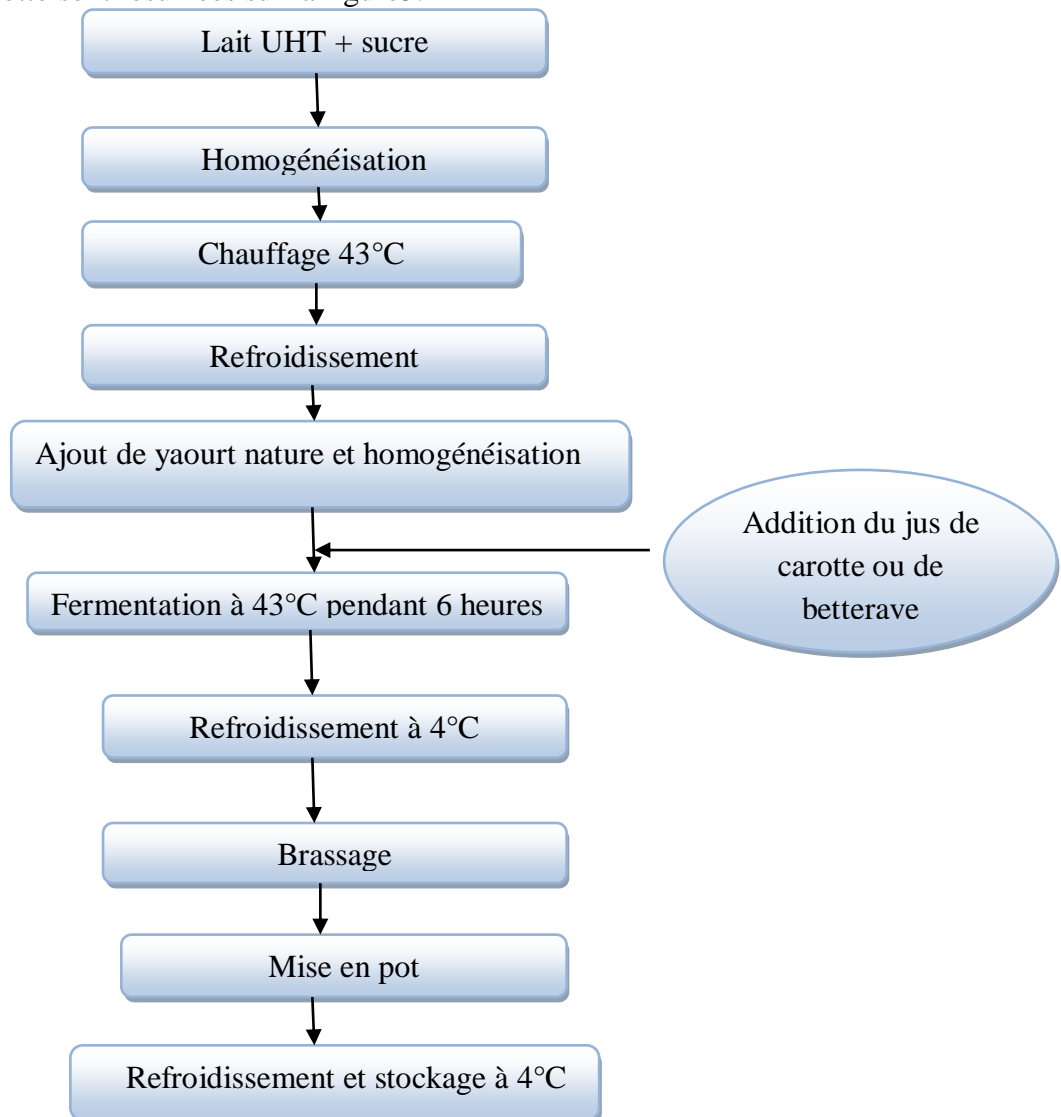 Lait UHT + sucre
Homogénéisation
Chauffage 43°C
Refroidissement
Ajout de yaourt nature et homogénéisation
Addition du jus de
carotte ou de
betterave
Fermentation à 43°C pendant 6 heures
Refroidissement à 4°C
Brassage
Mise en pot
Refroidissement et stockage à 4°C